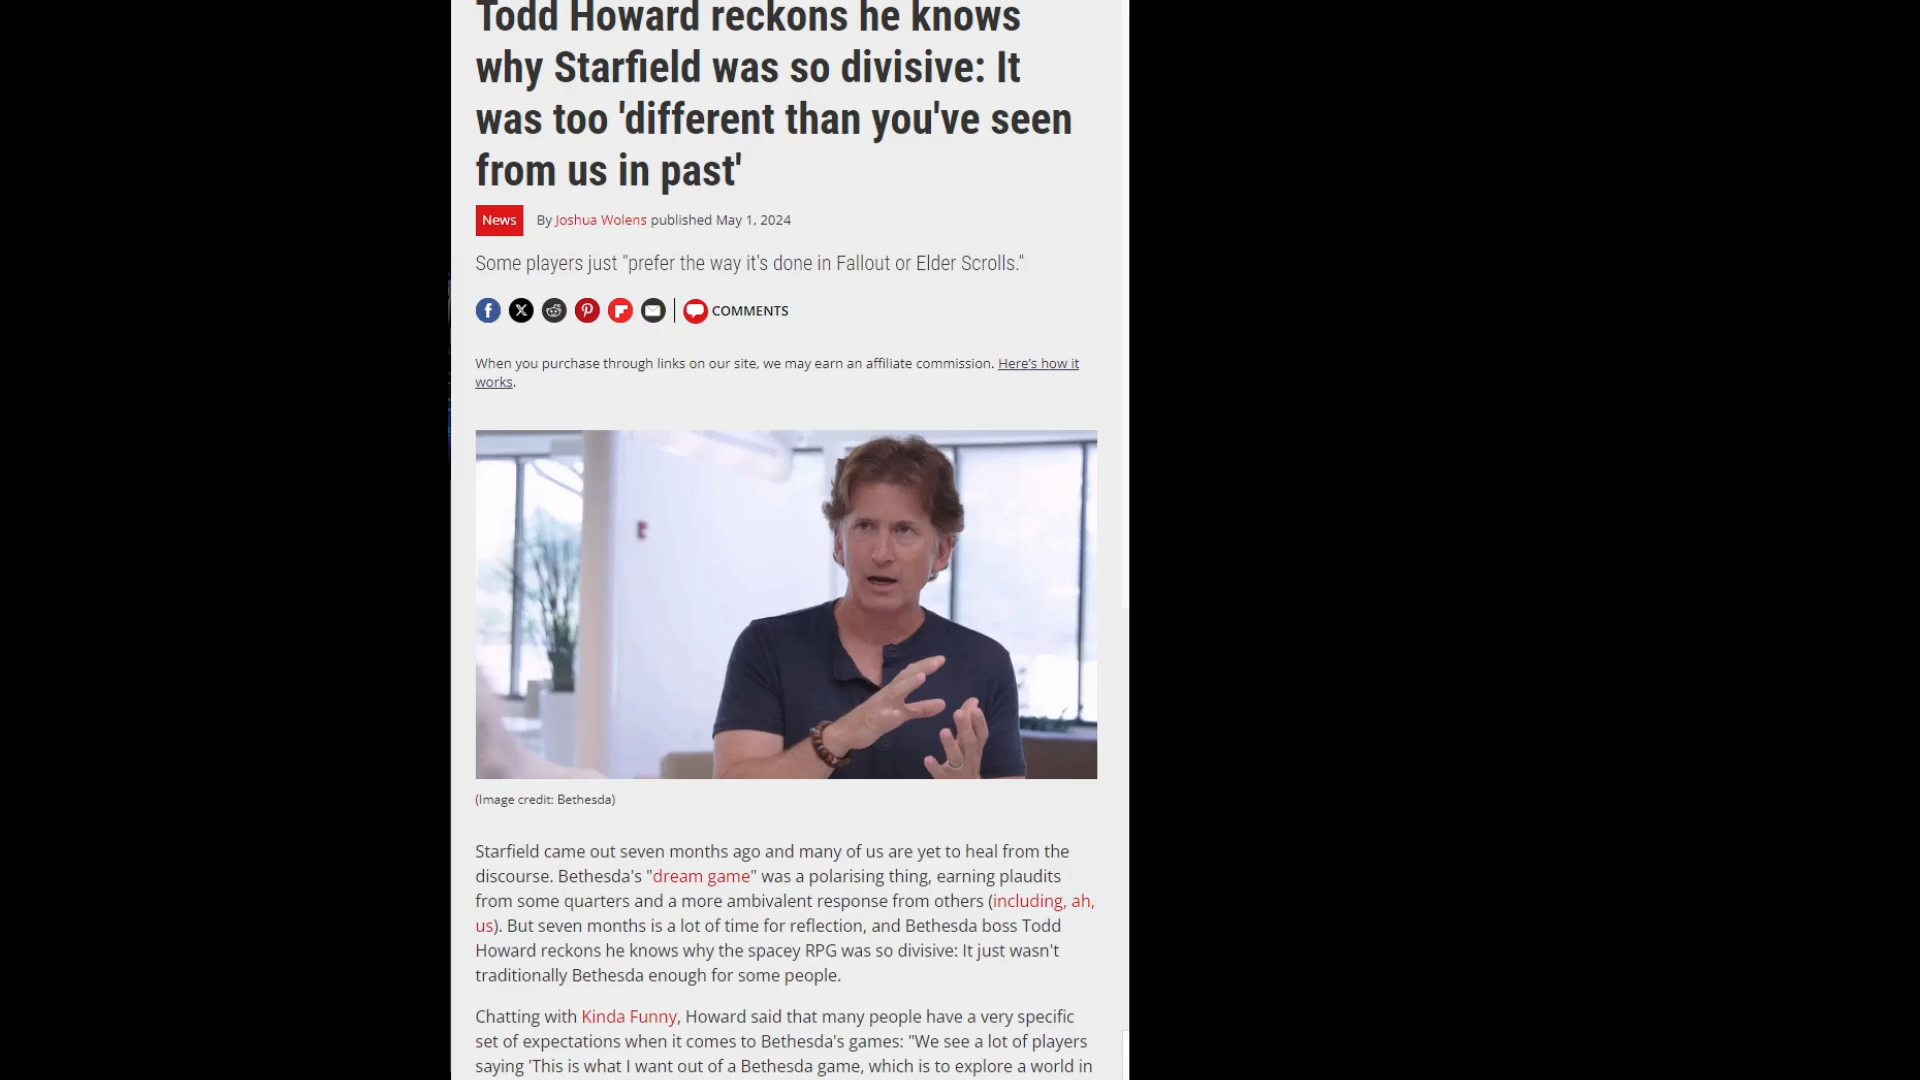 Todd Howard reckons he knows
why Starfield was so divisive: It
was too 'different than you've seen
from us in past'
News By Joshua Wolens published May 1, 2024
Some players just "prefer the way it's done in Fallout or Elder Scrolls."
COMMENTS
When you purchase through links on our site, we may earn an affiliate commission. Here's how it
works.
(Image credit: Bethesda)
Starfield came out seven months ago and many of us are yet to heal from the
discourse. Bethesda's "dream game" was a polarising thing, earning plaudits
from some quarters and a more ambivalent response from others (including, ah,
us). But seven months is a lot of time for reflection, and Bethesda boss Todd
Howard reckons he knows why the spacey RPG was so divisive: It just wasn't
traditionally Bethesda enough for some people.
Chatting with Kinda Funny, Howard said that many people have a very specific
set of expectations when it comes to Bethesda's games: "We see a lot of players
saying 'This is what I want out of a Bethesda game, which is to explore a world in